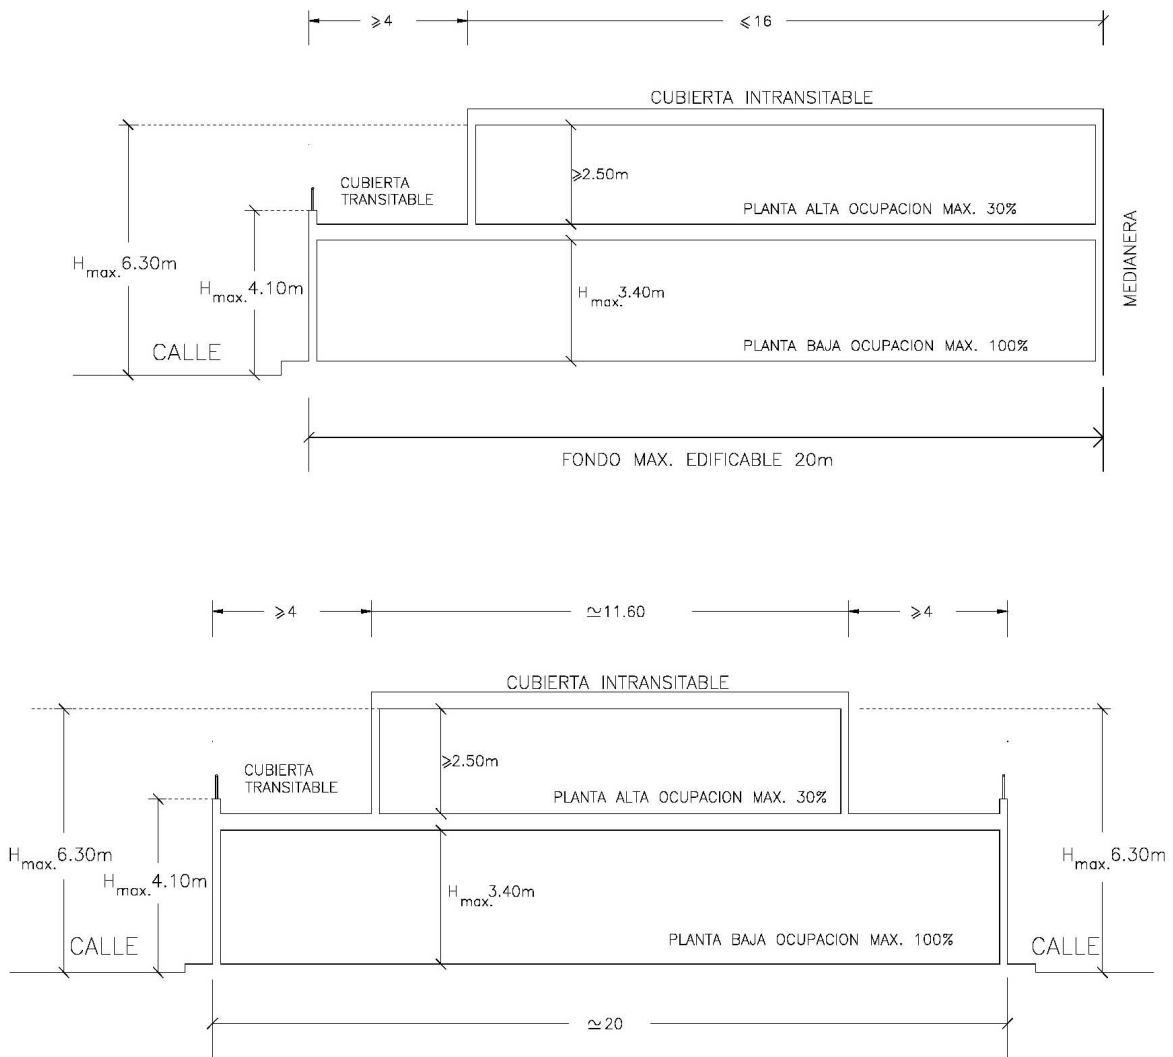 ⩾4
⩽16
CUBIERTA INTRANSITABLE
CUBIERTA
TRANSITABLE
⩾2.50m
PLANTA ALTA OCUPACION MAX. 30%
MEDIANERA
Hmax.6.30m
Hmax.4.10m
Hmax.3.40m
CALLE
PLANTA BAJA OCUPACION MAX. 100%
FONDO MAX. EDIFICABLE 20m
⩾4
≃11.60
⩾4
CUBIERTA INTRANSITABLE
CUBIERTA
TRANSITABLE
⩾2.50m
PLANTA ALTA OCUPACION MAX. 30%
Hmax.6.30m
Hmax.4.10m
Hmax.3.40m
Hmax.6.30m
CALLE
PLANTA BAJA OCUPACION MAX. 100%
CALLE
≃20